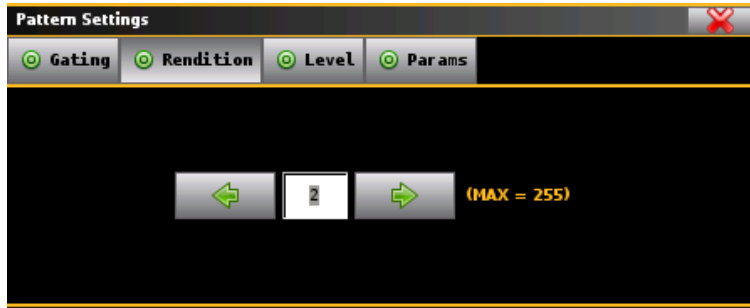 Pattern Settings
Gating Rendition Level Params
2 (MAX = 255)